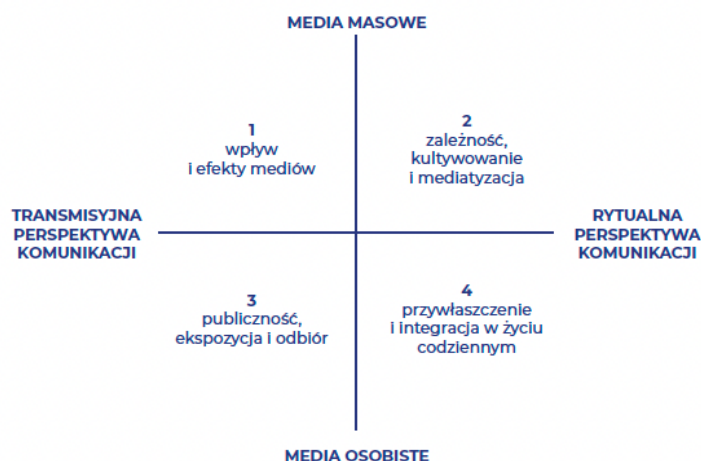 MEDIA MASOWE
1
wpływ
i efekty mediów
2
zależność,
kultywowanie
i mediatyzacja
TRANSMISYJNA
PERSPEKTYWA
KOMUNIKACJI
RYTUALNA
PERSPEKTYWA
KOMUNIKACJI
3
publiczność,
ekspozycja i odbiór
4
przywłaszczenie
i integracja w życiu
codziennym
MEDIA OSOBISTE